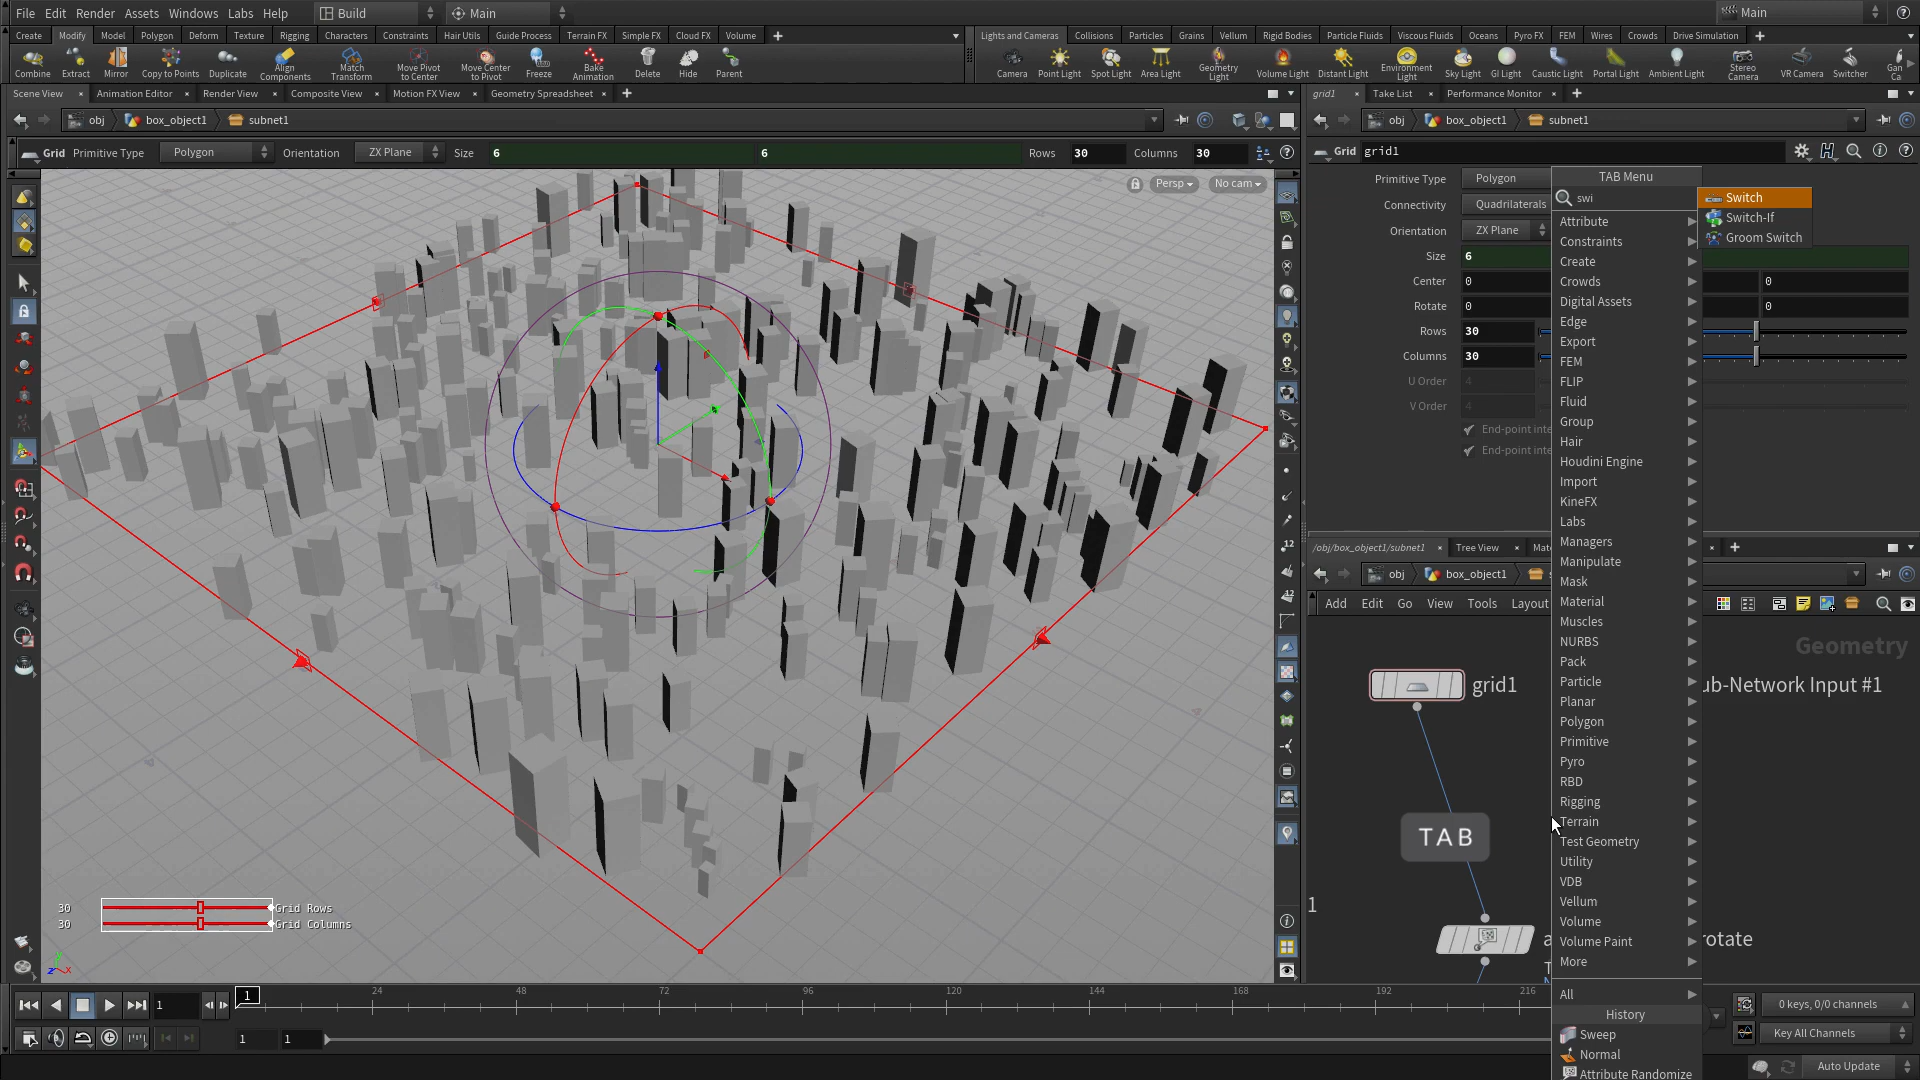 File Edit Render Assets Windows Labs Help Build Main Main
Create Modify Model Polygon Deform Texture Rigging Characters Constraints Hair Utils Guide Process Terrain FX Simple FX Cloud FX Volume
Lights and Cameras Collisions Particles Grains Vellum Rigid Bodies Particle Fluids Viscous Fluids Oceans Pyro FX FEM Wires Crowds Drive Simulation
Combine Extract Mirror Copy to Points Duplicate Align Components Match Transform Move Pivot to Center Move Center to Pivot Freeze Bake Animation Delete Hide Parent
Camera Point Light Spot Light Area Light Geometry Light Volume Light Distant Light Environment Light Sky Light GI Light Caustic Light Portal Light Ambient Light Stereo Camera VR Camera Switcher Gan Ca
Scene View Animation Editor Render View Composite View Motion FX View Geometry Spreadsheet
grid1 Take List Performance Monitor
obj box_object1 subnet1
obj box_object1 subnet1
Grid Primitive Type Polygon Orientation ZX Plane Size 6 6 Rows 30 Columns 30
Grid grid1
Persp No cam
Primitive Type Polygon
Connectivity Quadrilaterals
Orientation ZX Plane
Size 6
Center 0 0
Rotate 0 0
Rows 30
Columns 30
U Order 4
V Order 4
End-point inte
End-point inte
TAB Menu
swi
Switch
Switch-If
Groom Switch
Attribute
Constraints
Create
Crowds
Digital Assets
Edge
Export
FEM
FLIP
Fluid
Group
Hair
Houdini Engine
Import
KineFX
Labs
Managers
Manipulate
Mask
Material
Muscles
NURBS
Pack
Particle
Planar
Polygon
Primitive
Pyro
RBD
Rigging
Terrain
Test Geometry
Utility
VDB
Vellum
Volume
Volume Paint
More
All
History
Sweep
Normal
Attribute Randomize
/obj/box_object1/subnet1 Tree View Mat
obj box_object1 s
Add Edit Go View Tools Layout
Geometry
grid1
ub-Network Input #1
TAB
1
a
rotate
T
30 Grid Rows
30 Grid Columns
1 1 24 48 72 96 120 144 168 192 216
0 keys, 0/0 channels
1 1
Key All Channels
Auto Update